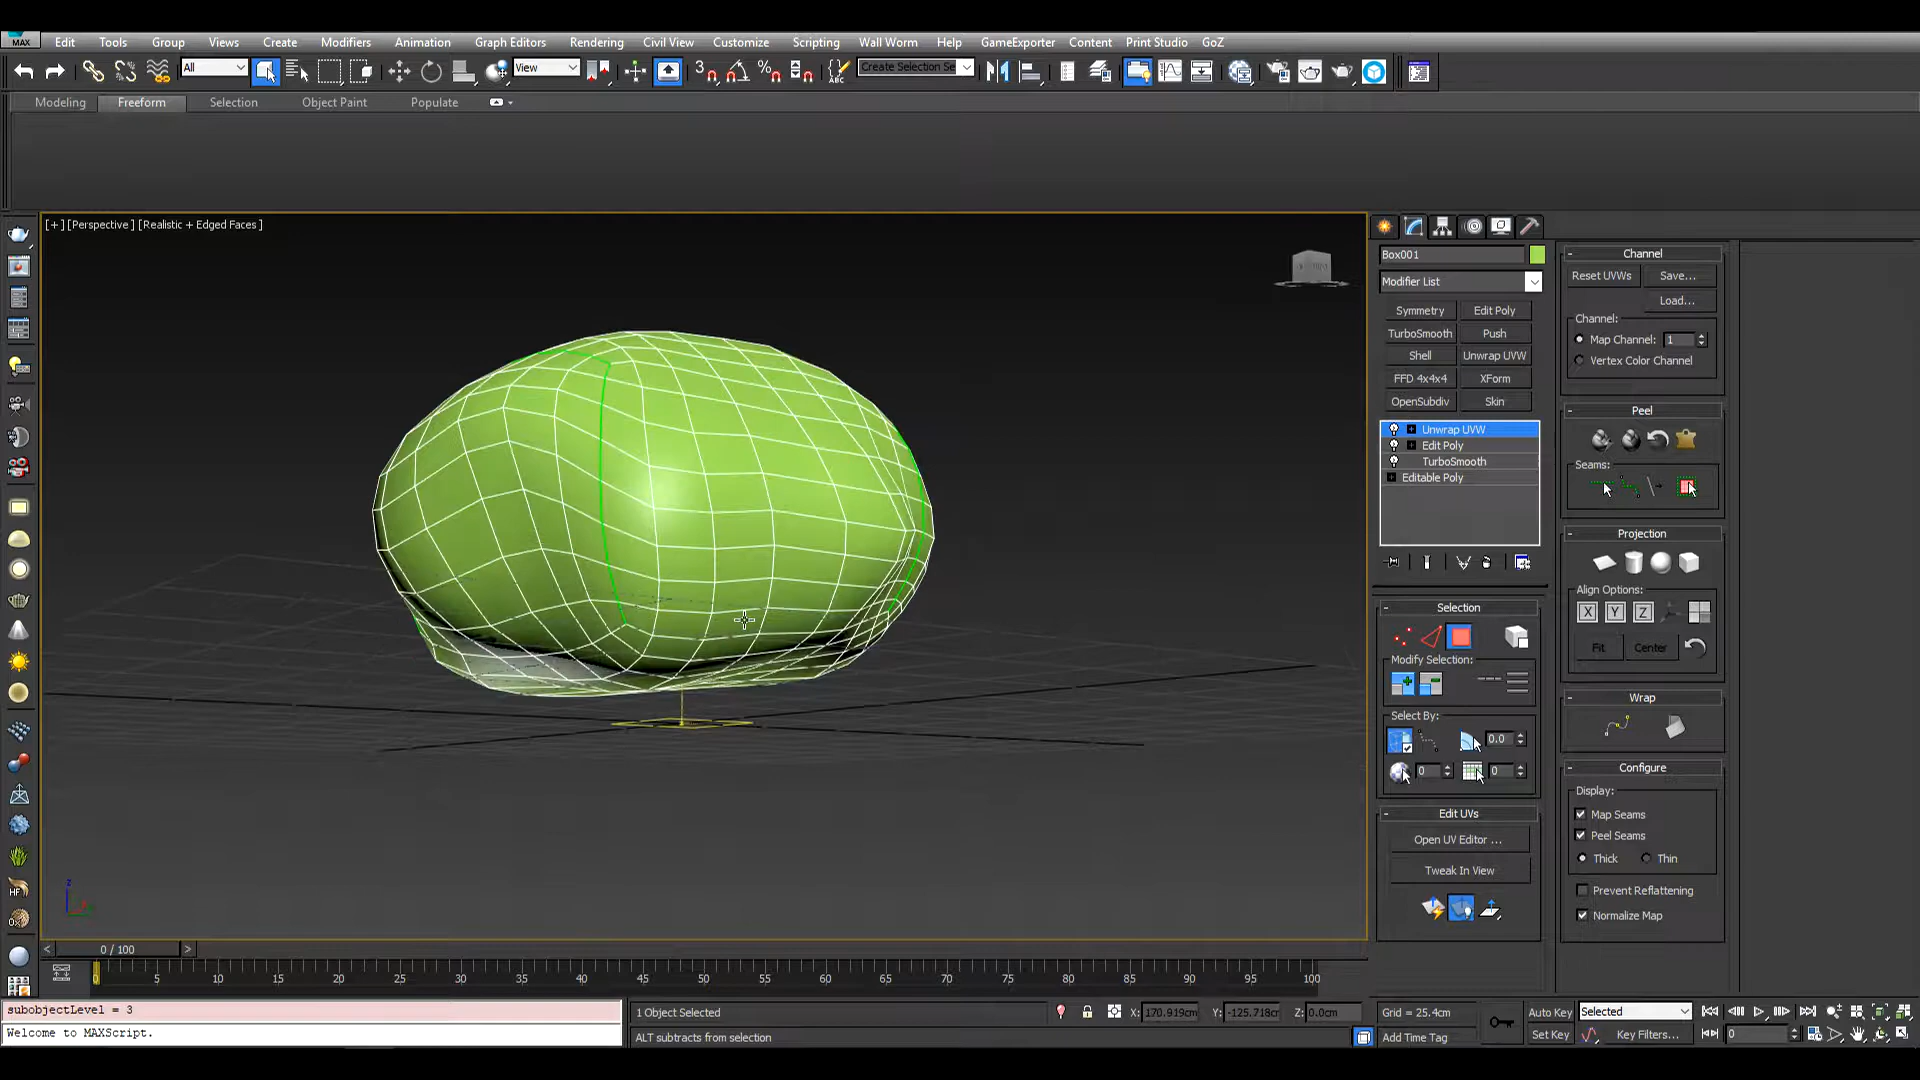 MAX
Edit Tools Group Views Create Modifiers Animation Graph Editors Rendering Civil View Customize Scripting Wall Worm Help GameExporter Content Print Studio GoZ
All View Create Selection Se
Modeling Freeform Selection Object Paint Populate
[+][Perspective][Realistic + Edged Faces]
Box001
Modifier List
Symmetry Edit Poly
TurboSmooth Push
Shell Unwrap UVW
FFD 4x4x4 XForm
OpenSubdiv Skin
Unwrap UVW
Edit Poly
TurboSmooth
Editable Poly
Selection
Modify Selection:
Select By:
0.0
0 0
Edit UVs
Open UV Editor ...
Tweak In View
Channel
Reset UVWs Save...
Load...
Channel:
Map Channel: 1
Vertex Color Channel
Peel
Seams:
Projection
Align Options:
X Y Z
Fit Center
Wrap
Configure
Display:
Map Seams
Peel Seams
Thick Thin
Prevent Reflattening
Normalize Map
z
HF
OX
< 0 / 100 >
0 5 10 15 20 25 30 35 40 45 50 55 60 65 70 75 80 85 90 95 100
subobjectLevel = 3
Welcome to MAXScript.
1 Object Selected
X: 170.919cm Y: -125.718cm Z: 0.0cm
Grid = 25.4cm
Auto Key Selected
ALT subtracts from selection
Add Time Tag
Set Key Key Filters... 0